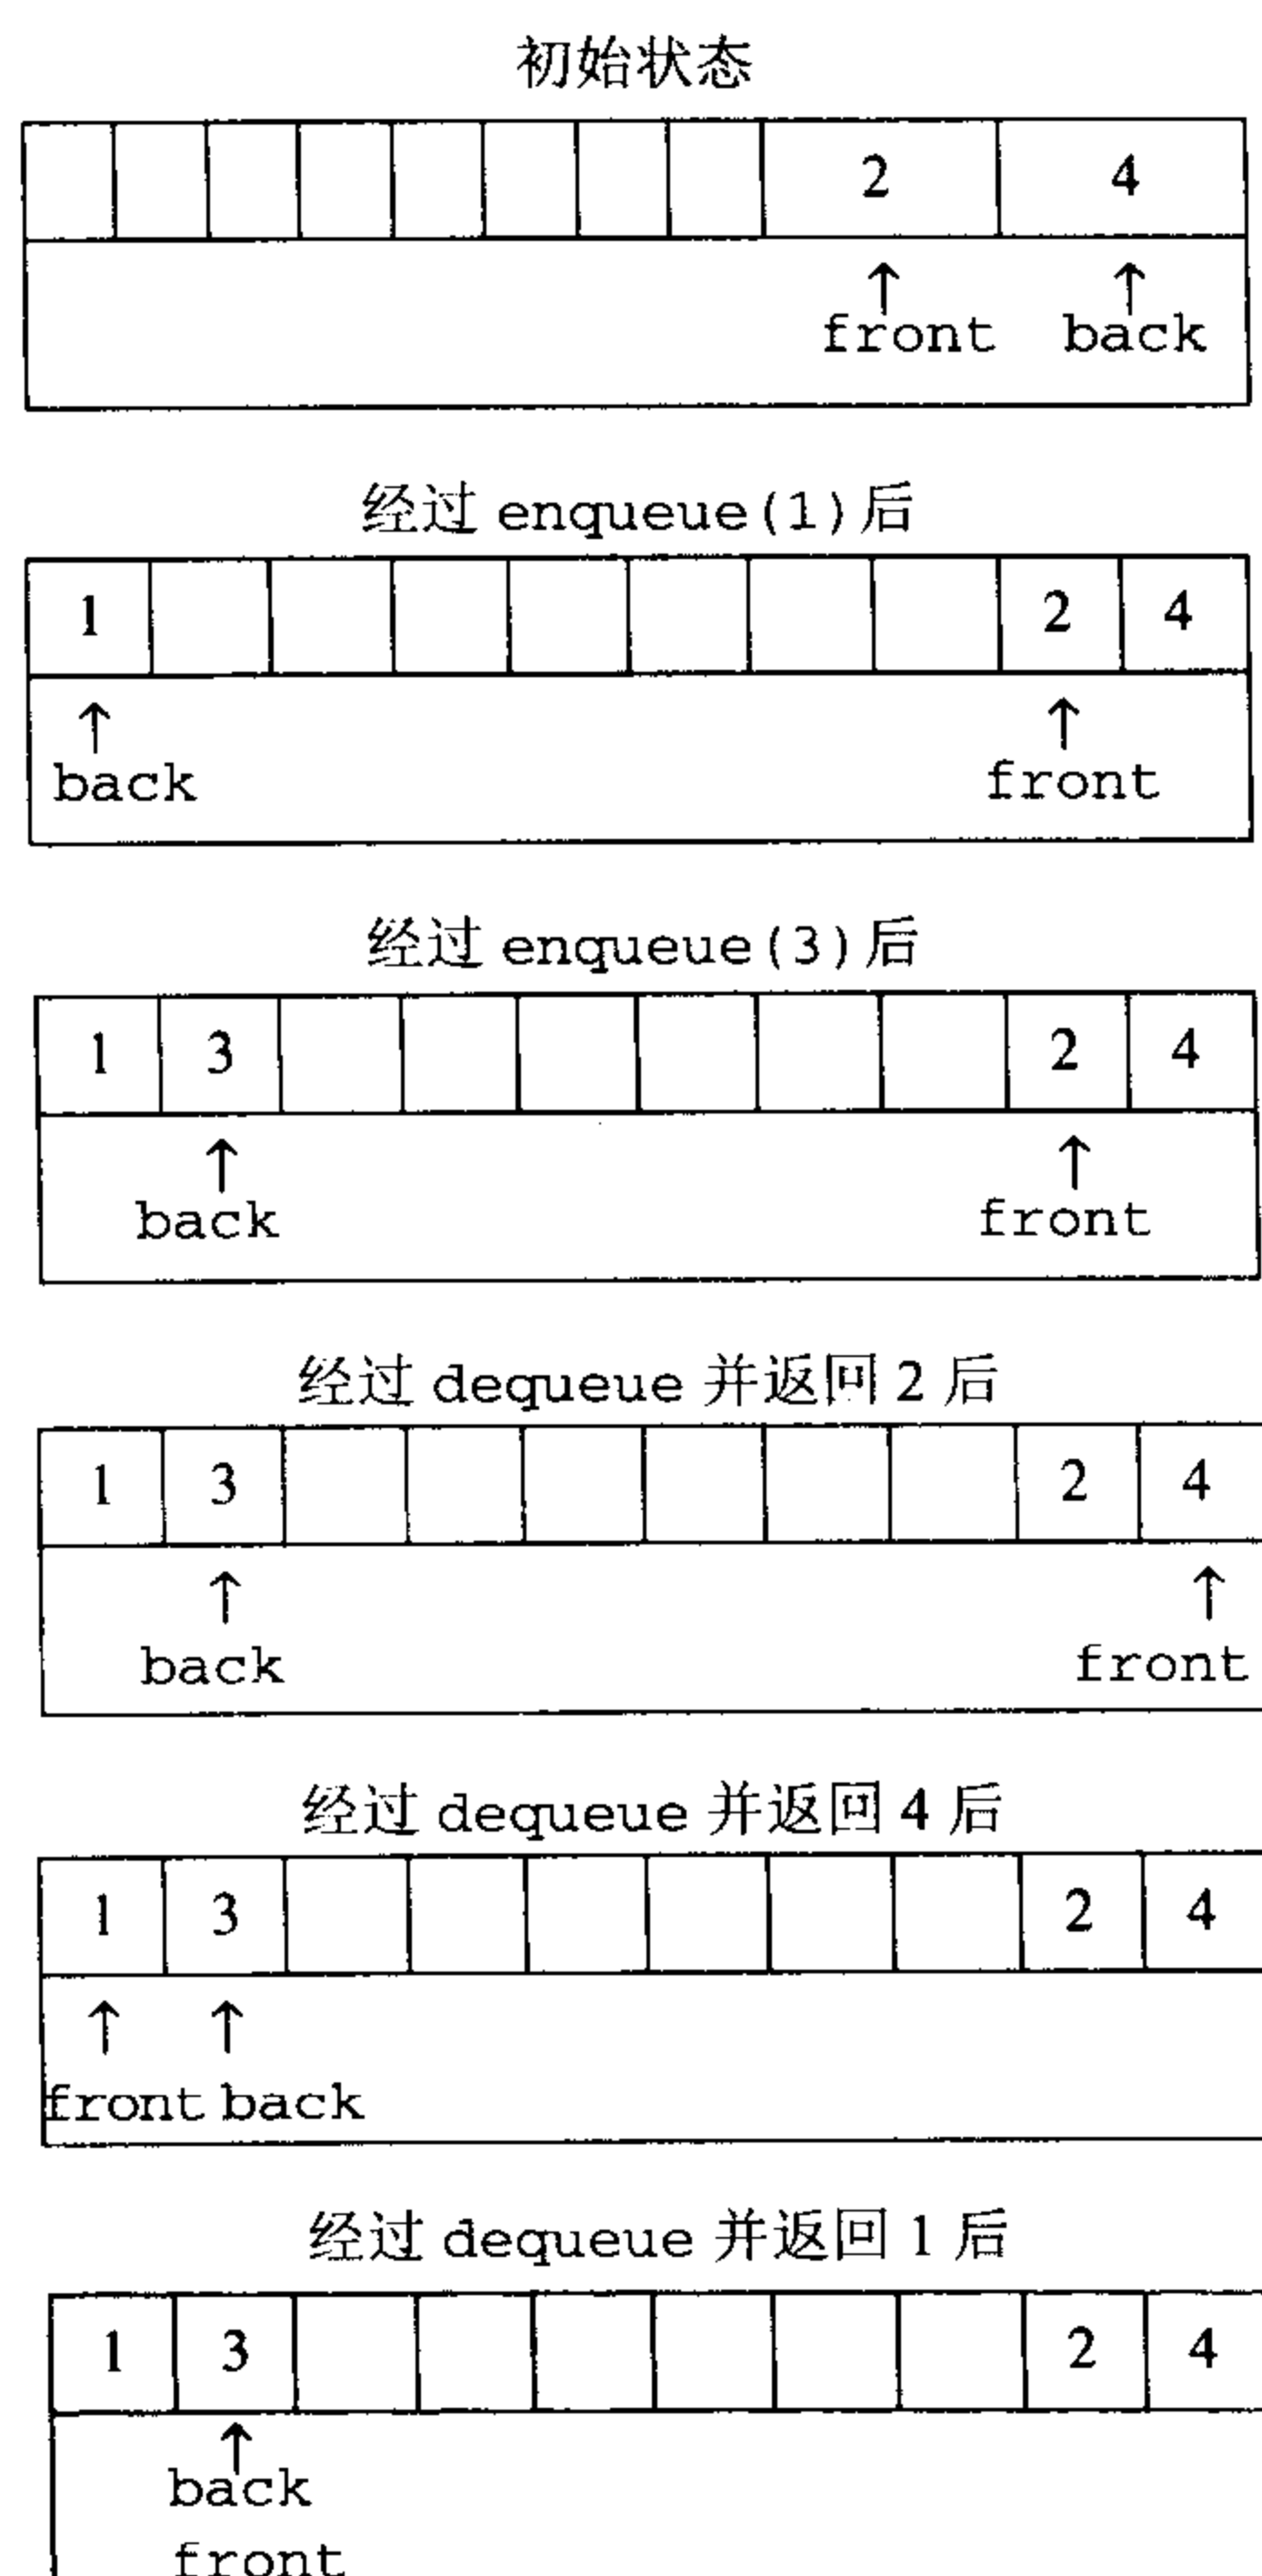 初始状态
2 4
front back
经过 enqueue(1)后
1 2 4
back front
经过 enqueue(3)后
1 3 2 4
back front
经过 dequeue 并返回 2 后
1 3 2 4
back front
经过 dequeue 并返回 4 后
1 3 2 4
front back
经过 dequeue 并返回 1 后
1 3 2 4
back
front